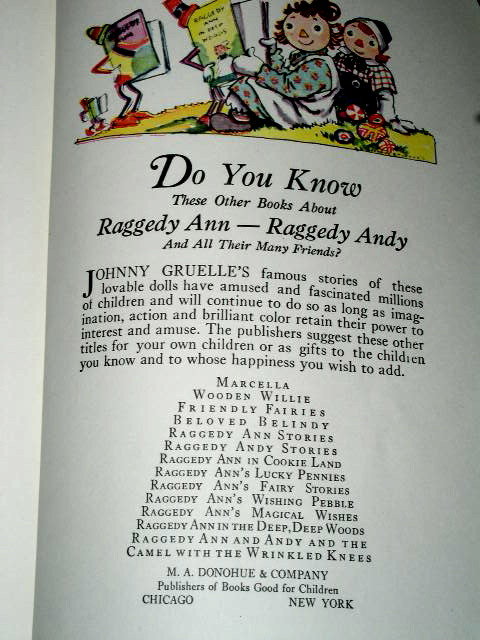 RAGGEDY
ANN
IN DEEP
WOODS
Do You Know
These Other Books About
Raggedy Ann — Raggedy Andy
And All Their Many Friends?
JOHNNY GRUELLE'S famous stories of these
lovable dolls have amused and fascinated millions
of children and will continue to do so as long as imag-
ination, action and brilliant color retain their power to
interest and amuse. The publishers suggest these other
titles for your own children or as gifts to the children
you know and to whose happiness you wish to add.
MARCELLA
WOODEN WILLIE
FRIENDLY FAIRIES
BELOVED BELINDY
RAGGEDY ANN STORIES
RAGGEDY ANDY STORIES
RAGGEDY ANN IN COOKIE LAND
RAGGEDY ANN'S LUCKY PENNIES
RAGGEDY ANN'S FAIRY STORIES
RAGGEDY ANN'S WISHING PEBBLE
RAGGEDY ANN'S MAGICAL WISHES
RAGGEDY ANN IN THE DEEP, DEEP WOODS
RAGGEDY ANN AND ANDY AND THE
CAMEL WITH THE WRINKLED KNEES
M. A. DONOHUE & COMPANY
Publishers of Books Good for Children
CHICAGO NEW YORK